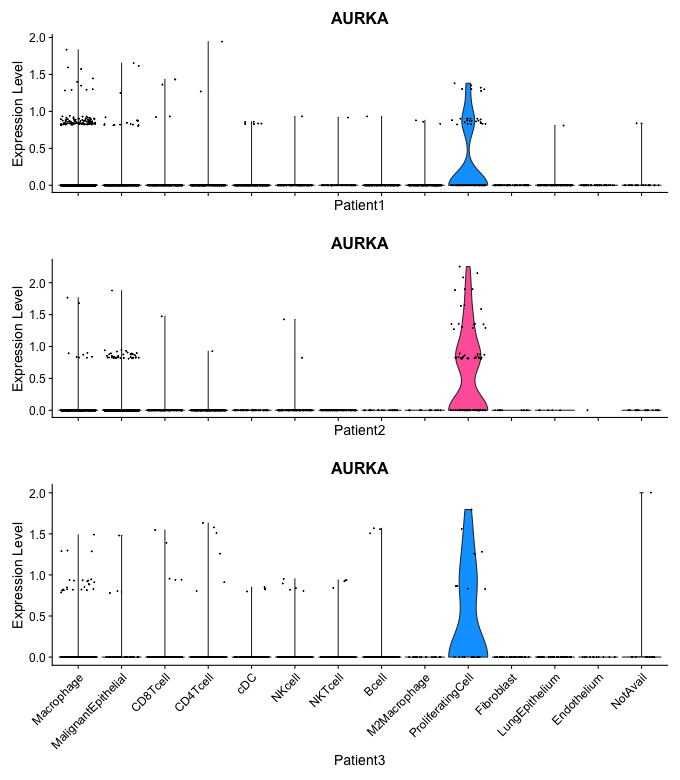 AURKA
Expression Level
2.0
1.5
1.0
0.5
0.0
Patient1
AURKA
Expression Level
2.0
1.5
1.0
0.5
0.0
Patient2
AURKA
Expression Level
2.0
1.5
1.0
0.5
0.0
Macrophage
MalignantEpithelial
CD8Tcell
CD4Tcell
cDC
NKcell
NKTcell
Bcell
M2Macrophage
ProliferatingCell
Fibroblast
LungEpithelium
Endothelium
NotAvail
Patient3